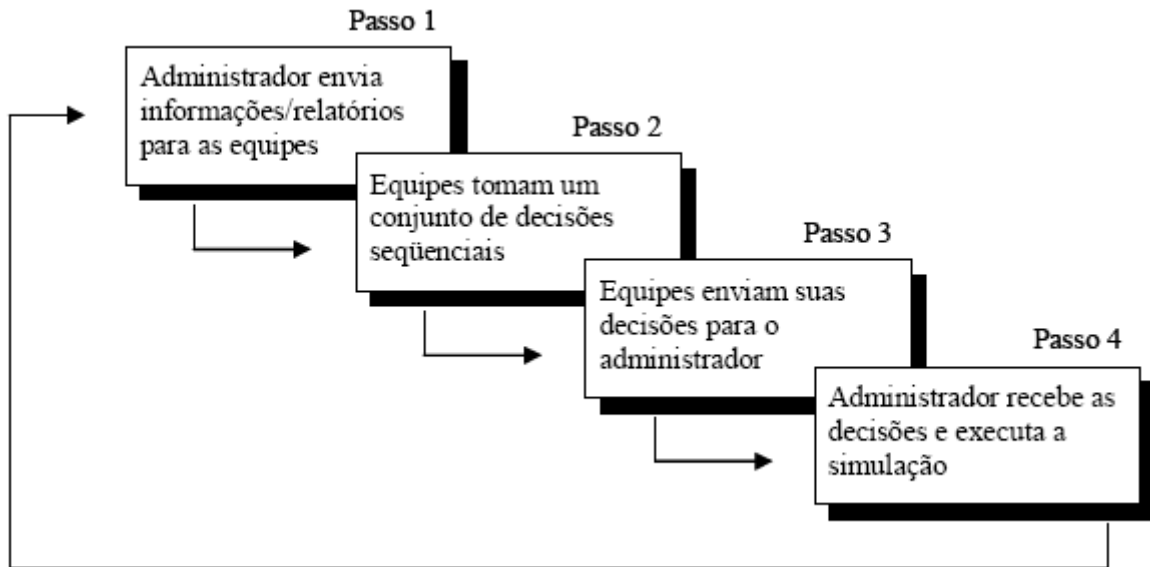 Passo 1
Administrador envia
informações/relatórios
para as equipes
Passo 2
Equipes tomam um
conjunto de decisões
seqüenciais
Passo 3
Equipes enviam suas
decisões para o
administrador
Passo 4
Administrador recebe as
decisões e executa a
simulação